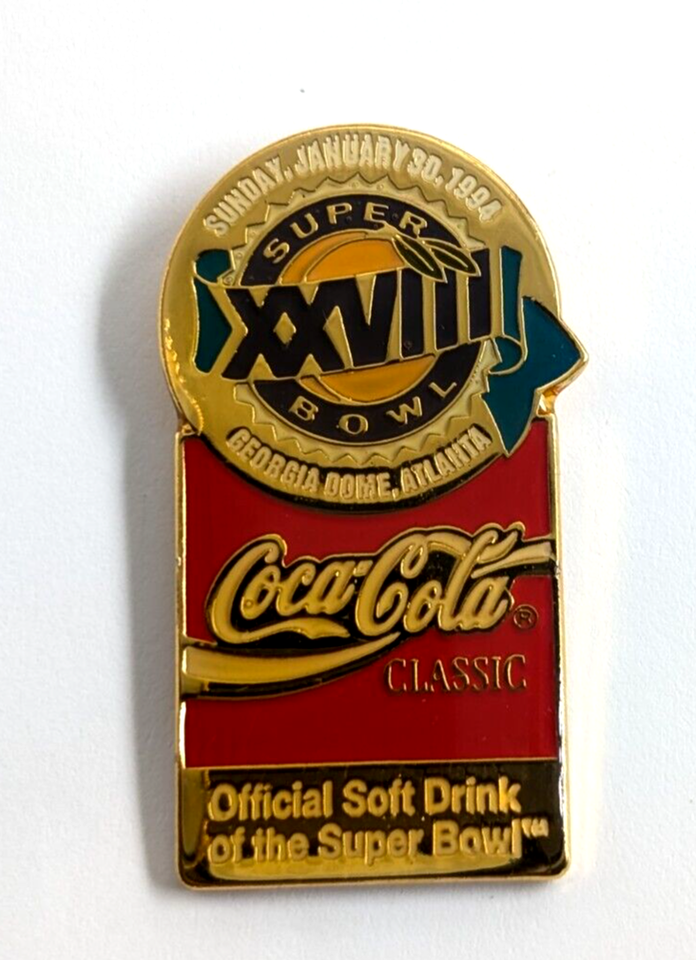 SUNDAY, JANUARY 30, 1994
SUPER
XXVIII
BOWL
GEORGIA DOME, ATLANTA
Coca-Cola®
CLASSIC
Official Soft Drink
of the Super Bowl™